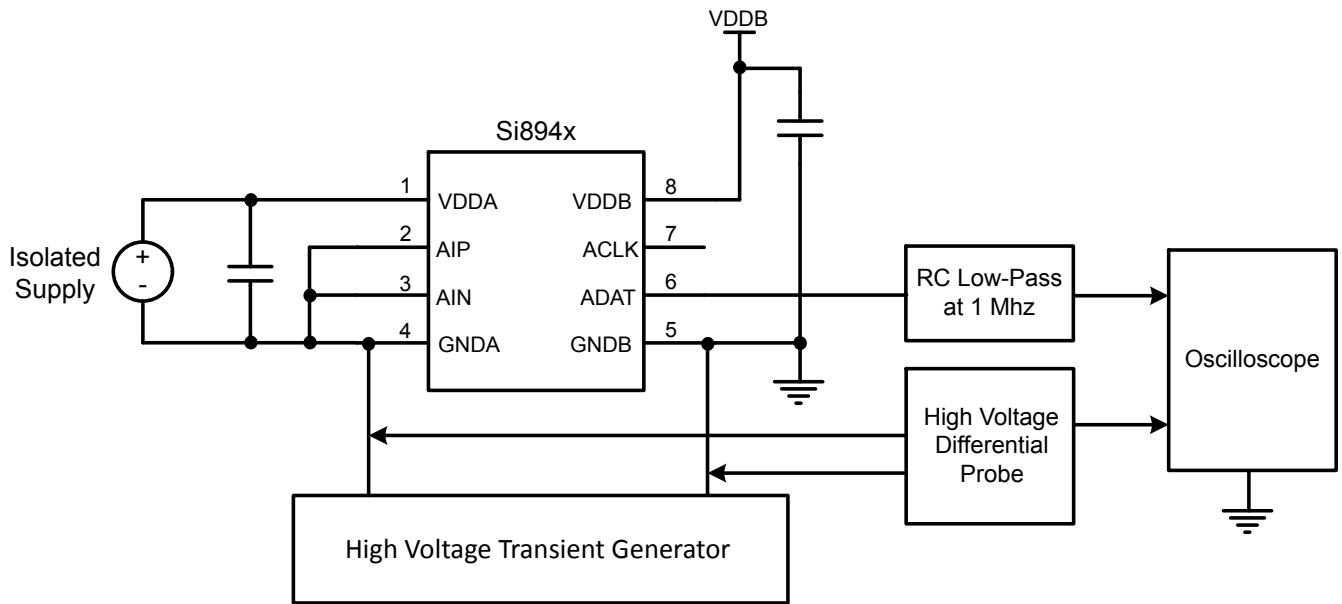 VDDB
Si894x
Isolated
Supply
+
-
1
2
3
4
VDDA
AIP
AIN
GNDA
VDDB
ACLK
ADAT
GNDB
8
7
6
5
RC Low-Pass
at 1 Mhz
High Voltage
Differential
Probe
Oscilloscope
High Voltage Transient Generator